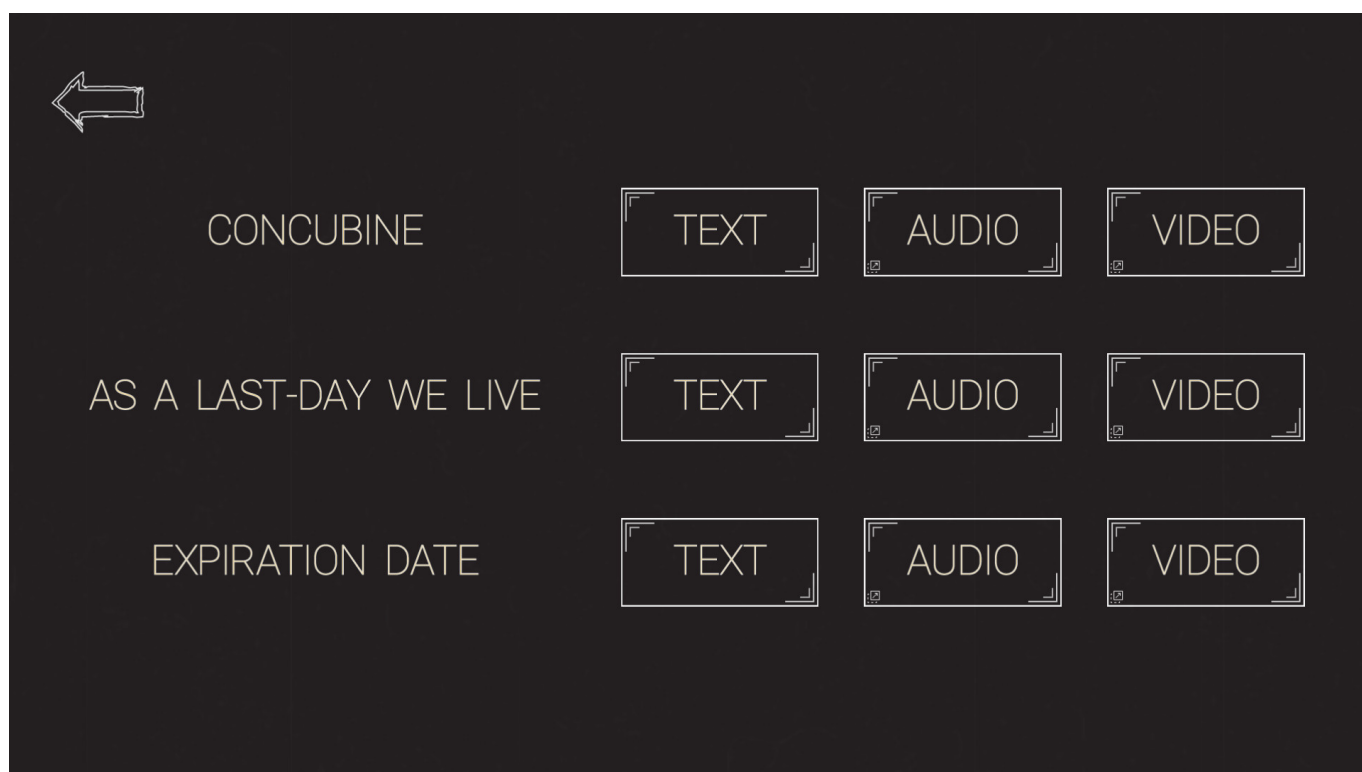 CONCUBINE TEXT AUDIO VIDEO
AS A LAST-DAY WE LIVE TEXT AUDIO VIDEO
EXPIRATION DATE TEXT AUDIO VIDEO